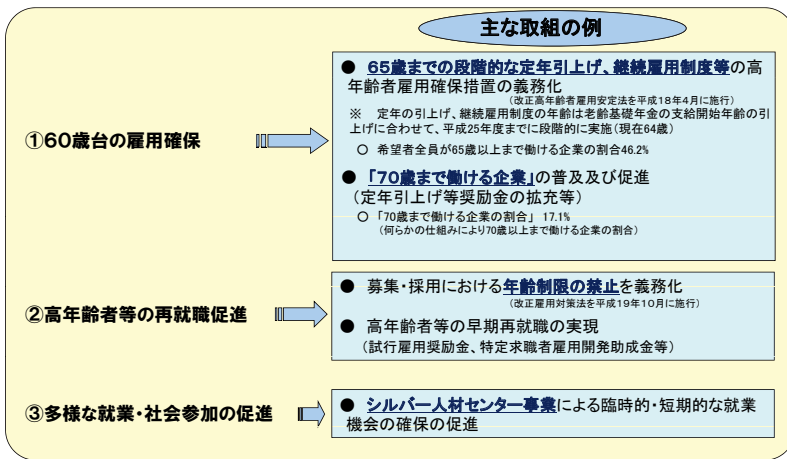 主な取組の例
①60歳台の雇用確保
● 65歳までの段階的な定年引上げ、継続雇用制度等の高
年齢者雇用確保措置の義務化
（改正高年齢者雇用安定法を平成18年4月に施行）
※　定年の引上げ、継続雇用制度の年齢は老齢基礎年金の支給開始年齢の引
上げに合わせて、平成25年度までに段階的に実施（現在64歳）
○ 希望者全員が65歳以上まで働ける企業の割合46.2%
● 「70歳まで働ける企業」の普及及び促進
（定年引上げ等奨励金の拡充等）
○ 「70歳まで働ける企業の割合」 17.1%
（何らかの仕組みにより70歳以上まで働ける企業の割合）
②高年齢者等の再就職促進
● 募集・採用における年齢制限の禁止を義務化
（改正雇用対策法を平成19年10月に施行）
● 高年齢者等の早期再就職の実現
（試行雇用奨励金、特定求職者雇用開発助成金等）
③多様な就業・社会参加の促進
● シルバー人材センター事業による臨時的・短期的な就業
機会の確保の促進